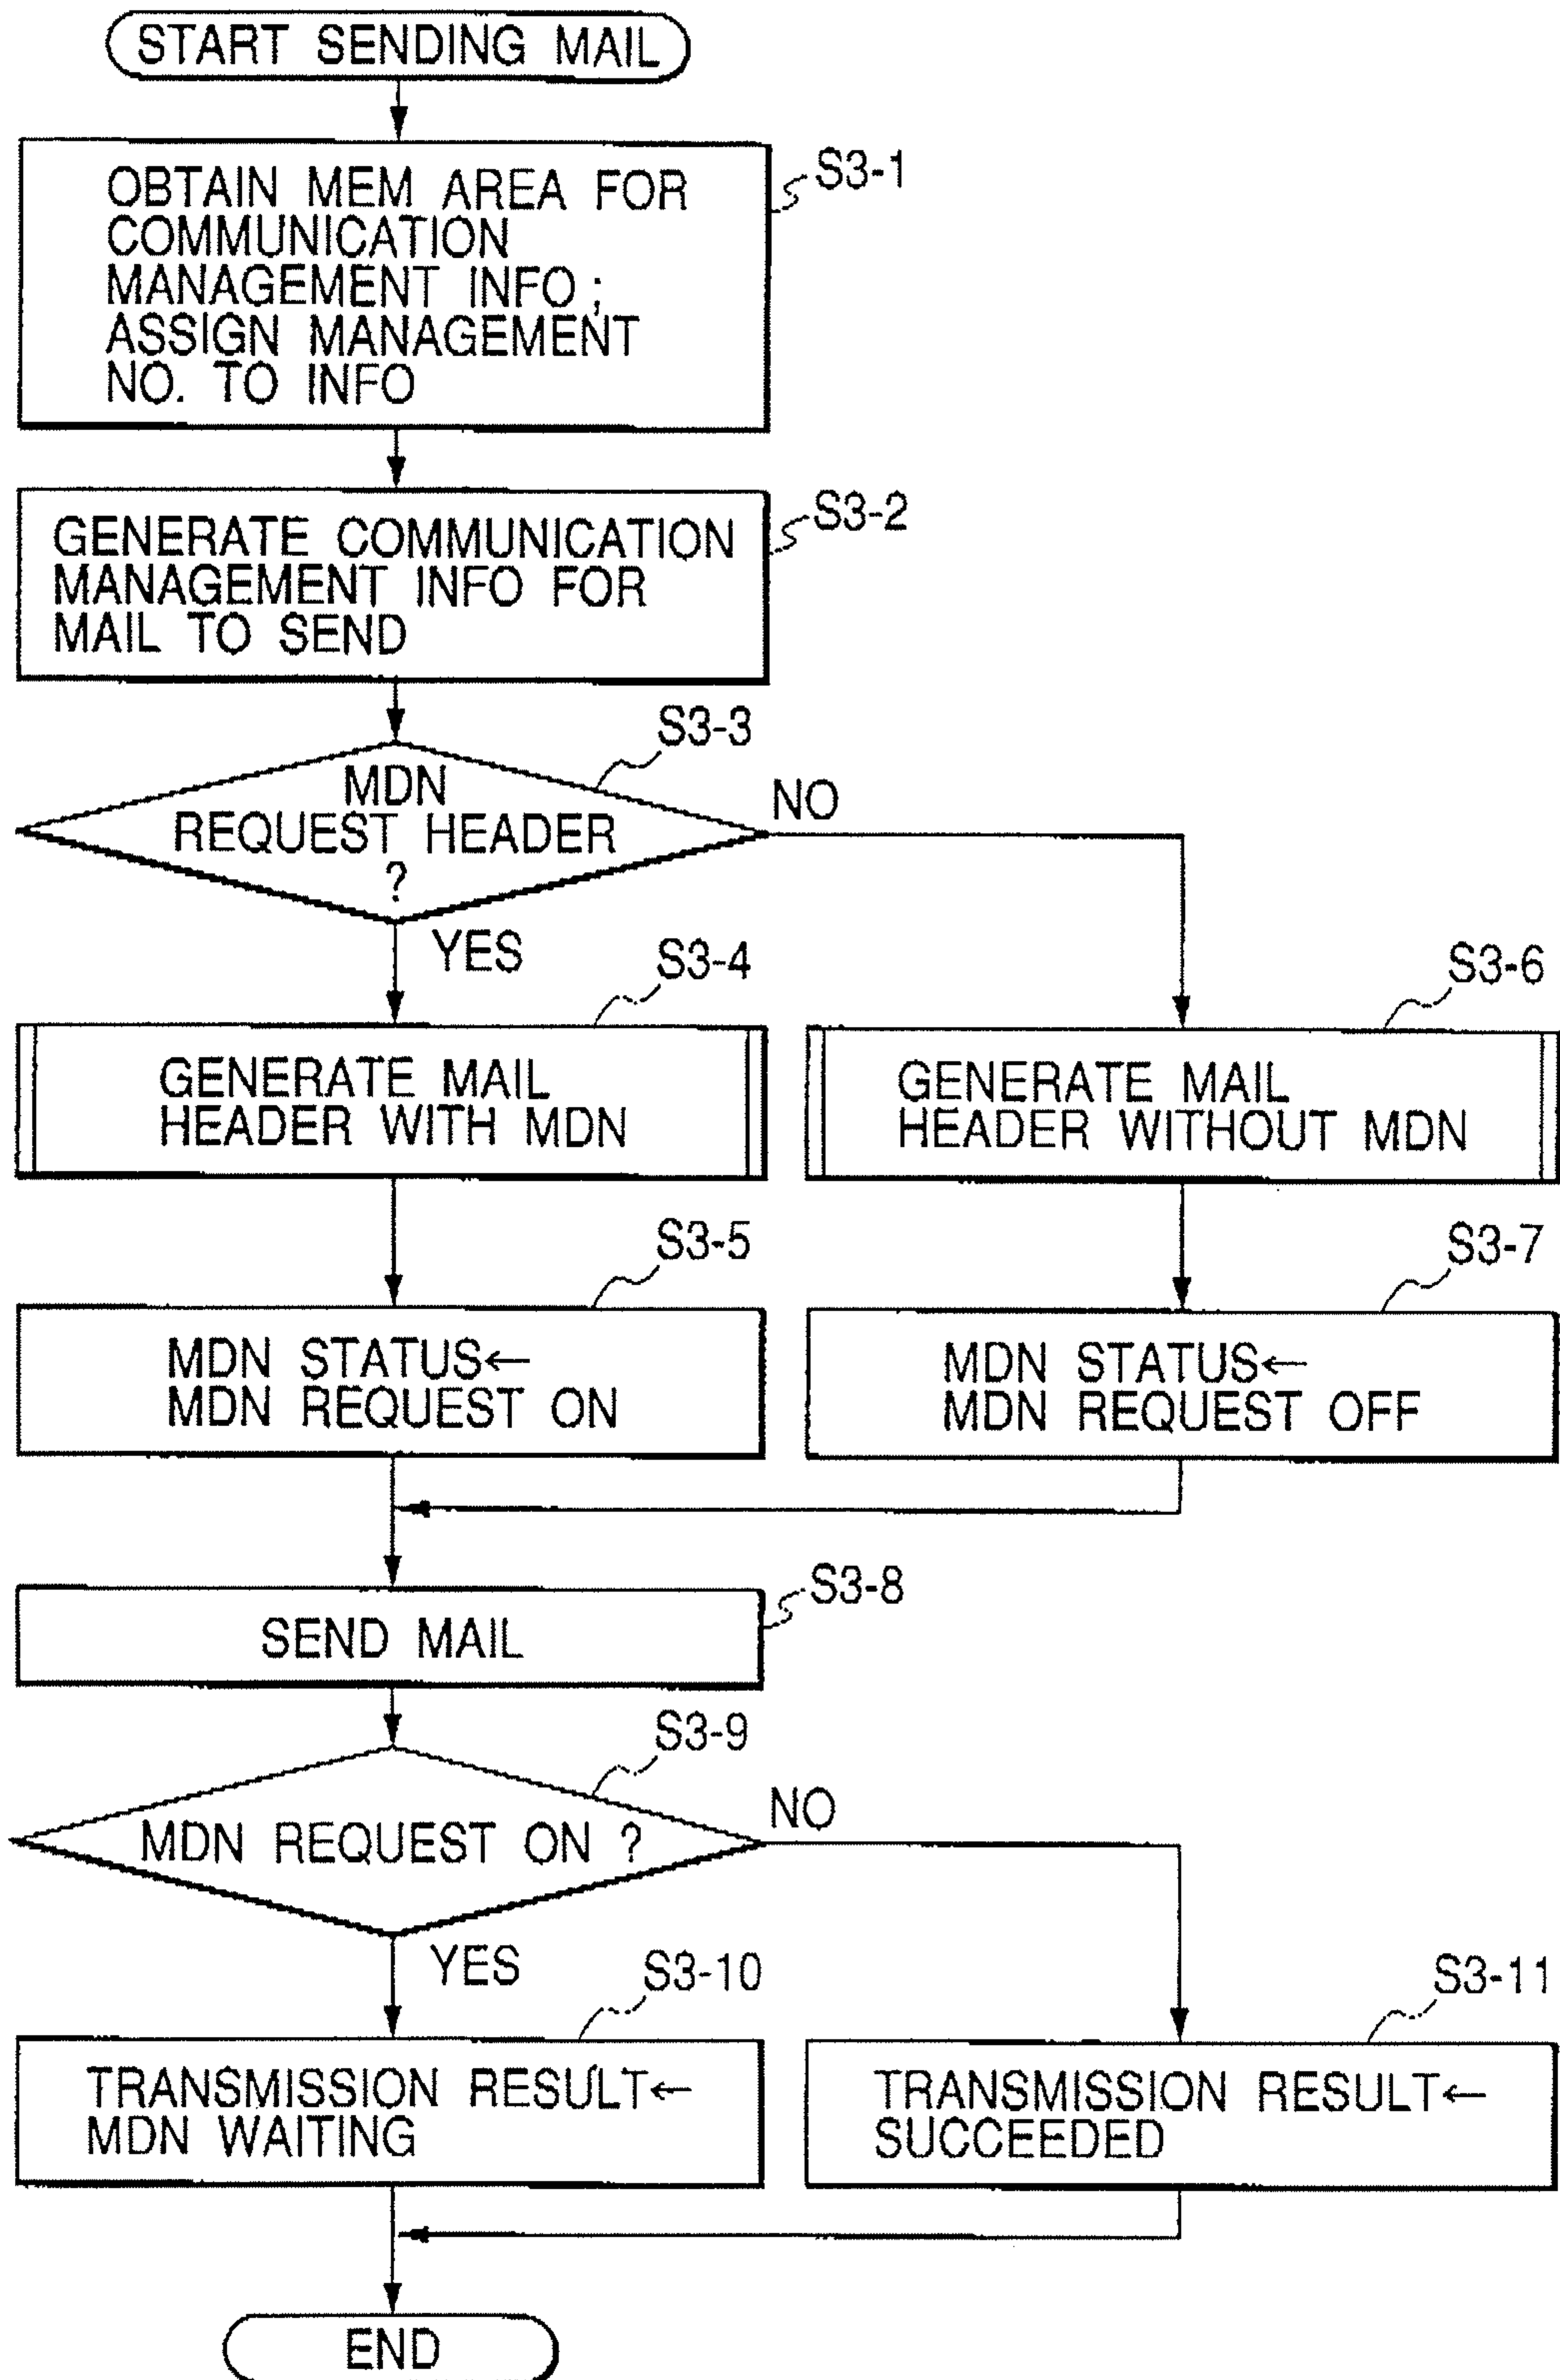 START SENDING MAIL
S3-1
OBTAIN MEM AREA FOR
COMMUNICATION
MANAGEMENT INFO ;
ASSIGN MANAGEMENT
NO. TO INFO
S3-2
GENERATE COMMUNICATION
MANAGEMENT INFO FOR
MAIL TO SEND
S3-3
MDN
REQUEST HEADER
?
NO
YES
S3-4
GENERATE MAIL
HEADER WITH MDN
S3-6
GENERATE MAIL
HEADER WITHOUT MDN
S3-5
MDN STATUS←
MDN REQUEST ON
S3-7
MDN STATUS←
MDN REQUEST OFF
S3-8
SEND MAIL
S3-9
MDN REQUEST ON ?
NO
YES
S3-10
TRANSMISSION RESULT←
MDN WAITING
S3-11
TRANSMISSION RESULT←
SUCCEEDED
END